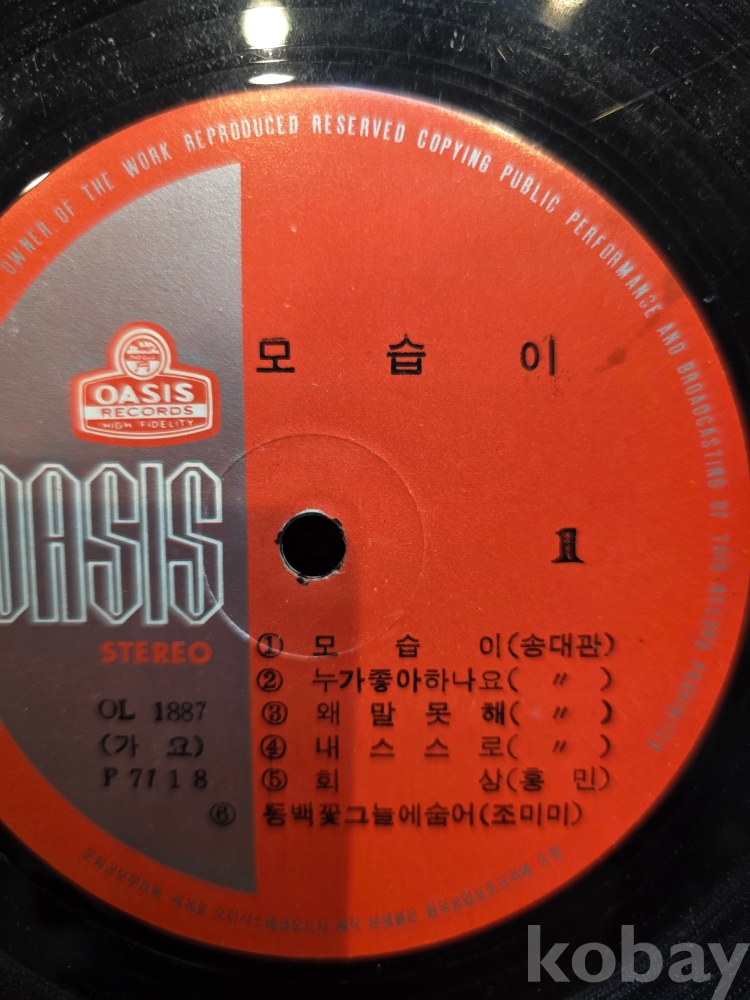 OWNER OF THE WORK REPRODUCED RESERVED COPYING PUBLIC PERFORMANCE AND BROADCASTING OF THIS RECORD PROHIBITED
모 습 이
OASIS
RECORDS
HIGH FIDELITY
OASIS
STEREO
1
OL 1887
(가 요)
P 7118
① 모 습 이(송대관)
② 누가좋아하나요( 〃 )
③ 왜 말 못 해( 〃 )
④ 내 스 스 로( 〃 )
⑤ 회 상(홍 민)
⑥ 동백꽃그늘에숨어(조미미)
kobay